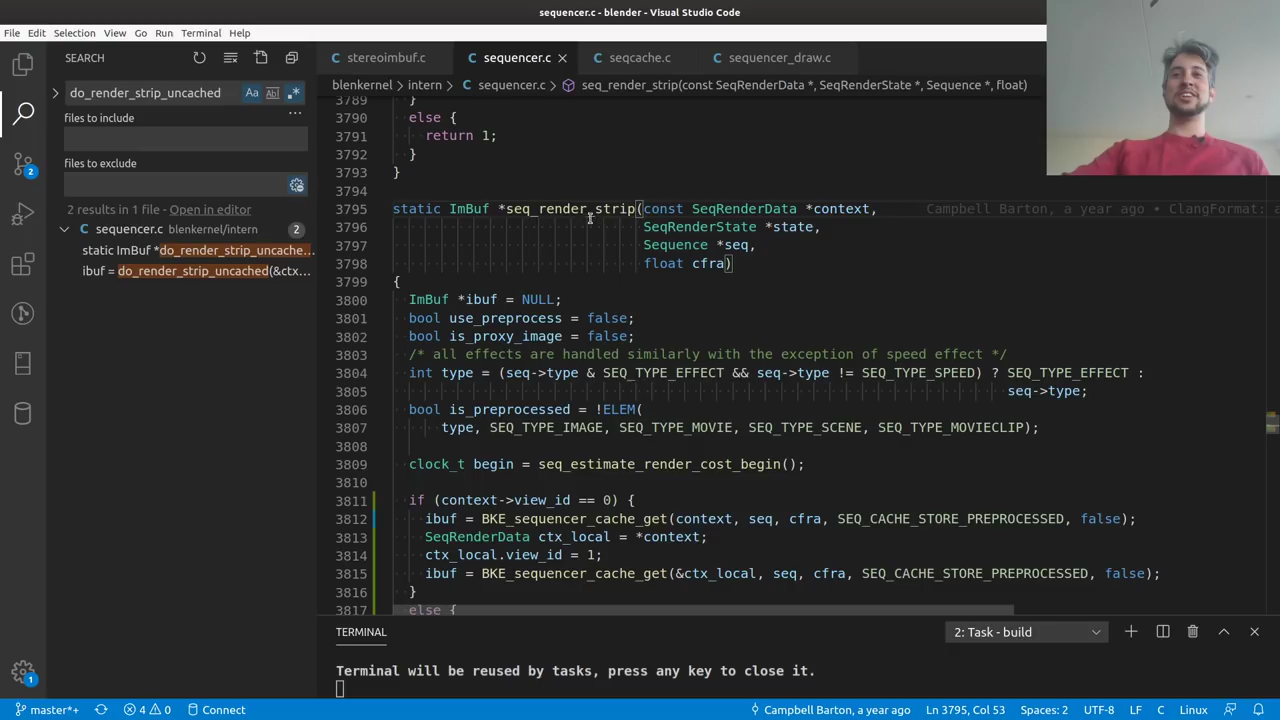 sequencer.c - blender - Visual Studio Code
File Edit Selection View Go Run Terminal Help
SEARCH
stereoimbuf.c
sequencer.c
seqcache.c
sequencer_draw.c
blenkernel › intern › sequencer.c › seq_render_strip(const SeqRenderData *, SeqRenderState *, Sequence *, float)
do_render_strip_uncached
files to include
files to exclude
2 results in 1 file - Open in editor
sequencer.c blenkernel/intern 2
static ImBuf *do_render_strip_uncache...
ibuf = do_render_strip_uncached(&ctx...
3789 }
3790 else {
3791 return 1;
3792 }
3793 }
3794
3795 static ImBuf *seq_render_strip(const SeqRenderData *context, Campbell Barton, a year ago • ClangFormat: a
3796 SeqRenderState *state,
3797 Sequence *seq,
3798 float cfra)
3799 {
3800 ImBuf *ibuf = NULL;
3801 bool use_preprocess = false;
3802 bool is_proxy_image = false;
3803 /* all effects are handled similarly with the exception of speed effect */
3804 int type = (seq->type & SEQ_TYPE_EFFECT && seq->type != SEQ_TYPE_SPEED) ? SEQ_TYPE_EFFECT :
3805 seq->type;
3806 bool is_preprocessed = !ELEM(
3807 type, SEQ_TYPE_IMAGE, SEQ_TYPE_MOVIE, SEQ_TYPE_SCENE, SEQ_TYPE_MOVIECLIP);
3808
3809 clock_t begin = seq_estimate_render_cost_begin();
3810
3811 if (context->view_id == 0) {
3812 ibuf = BKE_sequencer_cache_get(context, seq, cfra, SEQ_CACHE_STORE_PREPROCESSED, false);
3813 SeqRenderData ctx_local = *context;
3814 ctx_local.view_id = 1;
3815 ibuf = BKE_sequencer_cache_get(&ctx_local, seq, cfra, SEQ_CACHE_STORE_PREPROCESSED, false);
3816 }
3817 else {
TERMINAL
2: Task - build
Terminal will be reused by tasks, press any key to close it.
master*+ 4 0 Connect Campbell Barton, a year ago Ln 3795, Col 53 Spaces: 2 UTF-8 LF C Linux